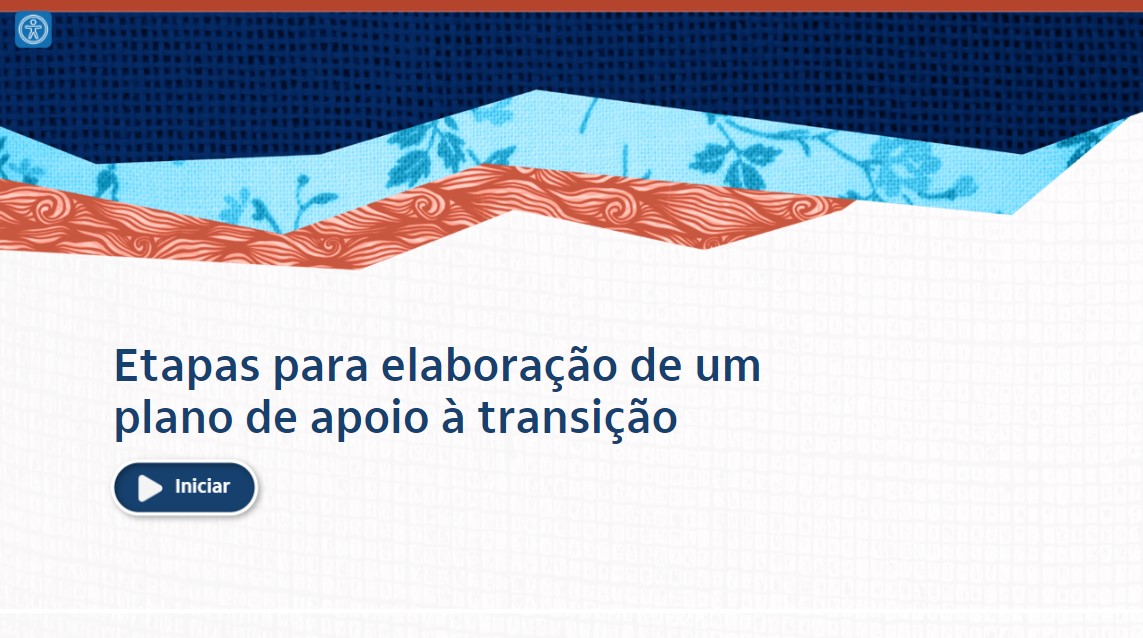 Etapas para elaboração de um
plano de apoio à transição
Iniciar